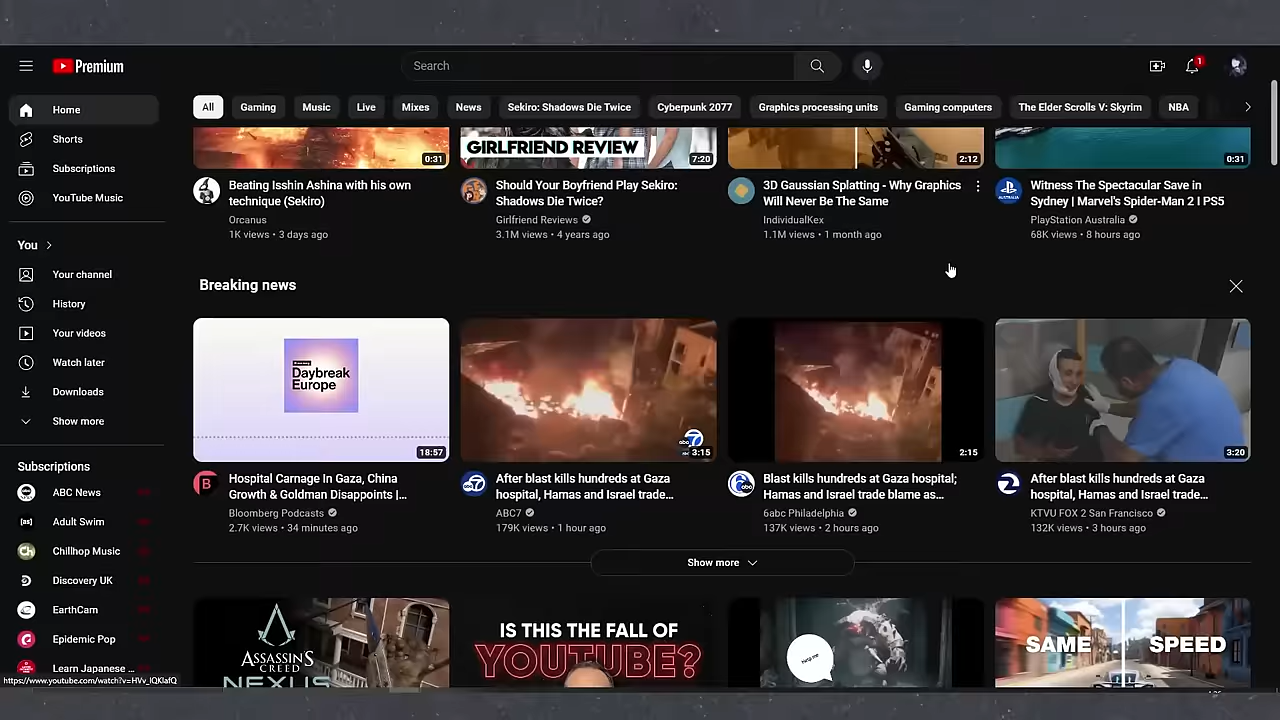 Premium
Search
1
Home
Shorts
Subscriptions
YouTube Music
You
Your channel
History
Your videos
Watch later
Downloads
Show more
Subscriptions
ABC News
Adult Swim
Chillhop Music
Discovery UK
EarthCam
Epidemic Pop
Learn Japanese ...
https://www.youtube.com/watch?v=HVv_IQKlafQ
All
Gaming
Music
Live
Mixes
News
Sekiro: Shadows Die Twice
Cyberpunk 2077
Graphics processing units
Gaming computers
The Elder Scrolls V: Skyrim
NBA
0:31
GIRLFRIEND REVIEW
7:20
2:12
0:31
Beating Isshin Ashina with his own
technique (Sekiro)
Orcanus
1K views • 3 days ago
Should Your Boyfriend Play Sekiro:
Shadows Die Twice?
Girlfriend Reviews
3.1M views • 4 years ago
3D Gaussian Splatting - Why Graphics
Will Never Be The Same
IndividualKex
1.1M views • 1 month ago
Witness The Spectacular Save in
Sydney | Marvel's Spider-Man 2 I PS5
PlayStation Australia
68K views • 8 hours ago
Breaking news
Daybreak
Europe
18:57
abc 7
3:15
2:15
3:20
Hospital Carnage In Gaza, China
Growth & Goldman Disappoints |...
Bloomberg Podcasts
2.7K views • 34 minutes ago
After blast kills hundreds at Gaza
hospital, Hamas and Israel trade...
ABC7
179K views • 1 hour ago
Blast kills hundreds at Gaza hospital;
Hamas and Israel trade blame as...
6abc Philadelphia
137K views • 2 hours ago
After blast kills hundreds at Gaza
hospital, Hamas and Israel trade...
KTVU FOX 2 San Francisco
132K views • 3 hours ago
Show more
ASSASSIN'S
CREED
NEXUS
IS THIS THE FALL OF
YOUTUBE?
Help me
SAME
SPEED